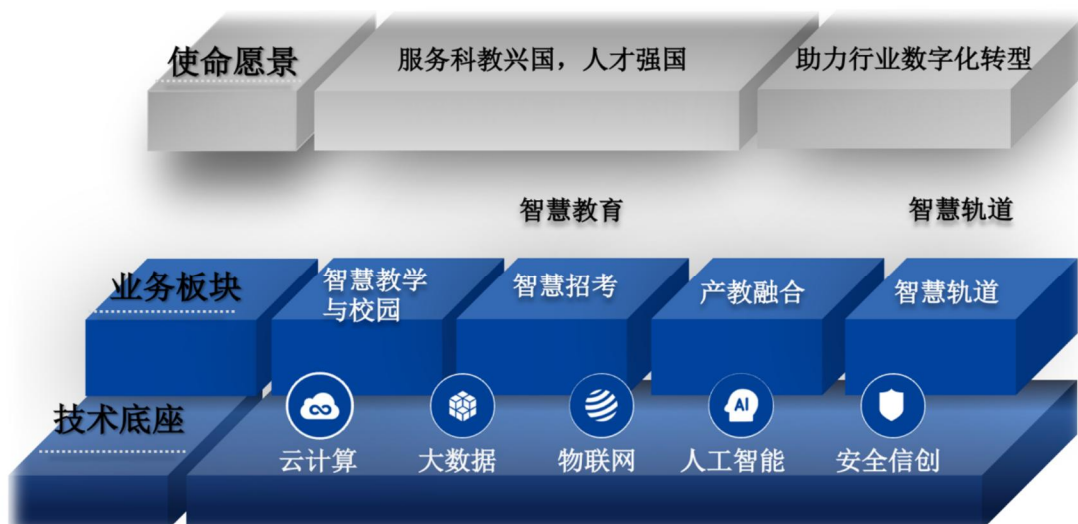 使命愿景
服务科教兴国，人才强国
助力行业数字化转型
智慧教育
智慧轨道
业务板块
智慧教学
与校园
智慧招考
产教融合
智慧轨道
技术底座
AI
云计算
大数据
物联网
人工智能
安全信创